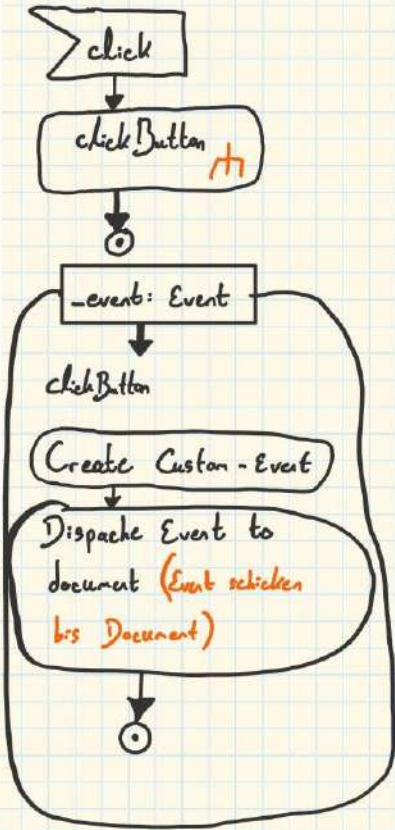 click
clickButton
_event: Event
clickButton
Create Custom-Event
Dispache Event to
document (Event schicken
bis Document)